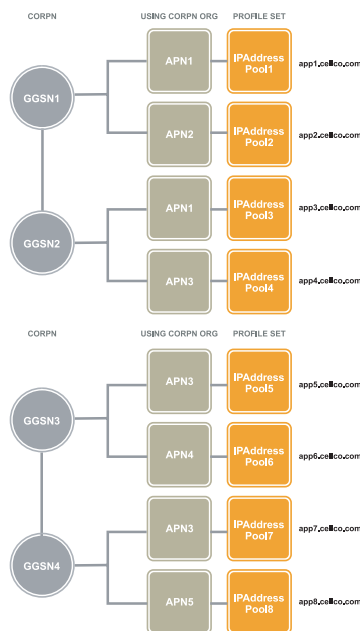 CORPN USING CORPN ORG PROFILE SET
GGSN1
APN1
IPAddress
Pool1
app1.cellco.com
APN2
IPAddress
Pool2
app2.cellco.com
GGSN2
APN1
IPAddress
Pool3
app3.cellco.com
APN3
IPAddress
Pool4
app4.cellco.com
CORPN USING CORPN ORG PROFILE SET
GGSN3
APN3
IPAddress
Pool5
app5.cellco.com
APN4
IPAddress
Pool6
app6.cellco.com
GGSN4
APN3
IPAddress
Pool7
app7.cellco.com
APN5
IPAddress
Pool8
app8.cellco.com